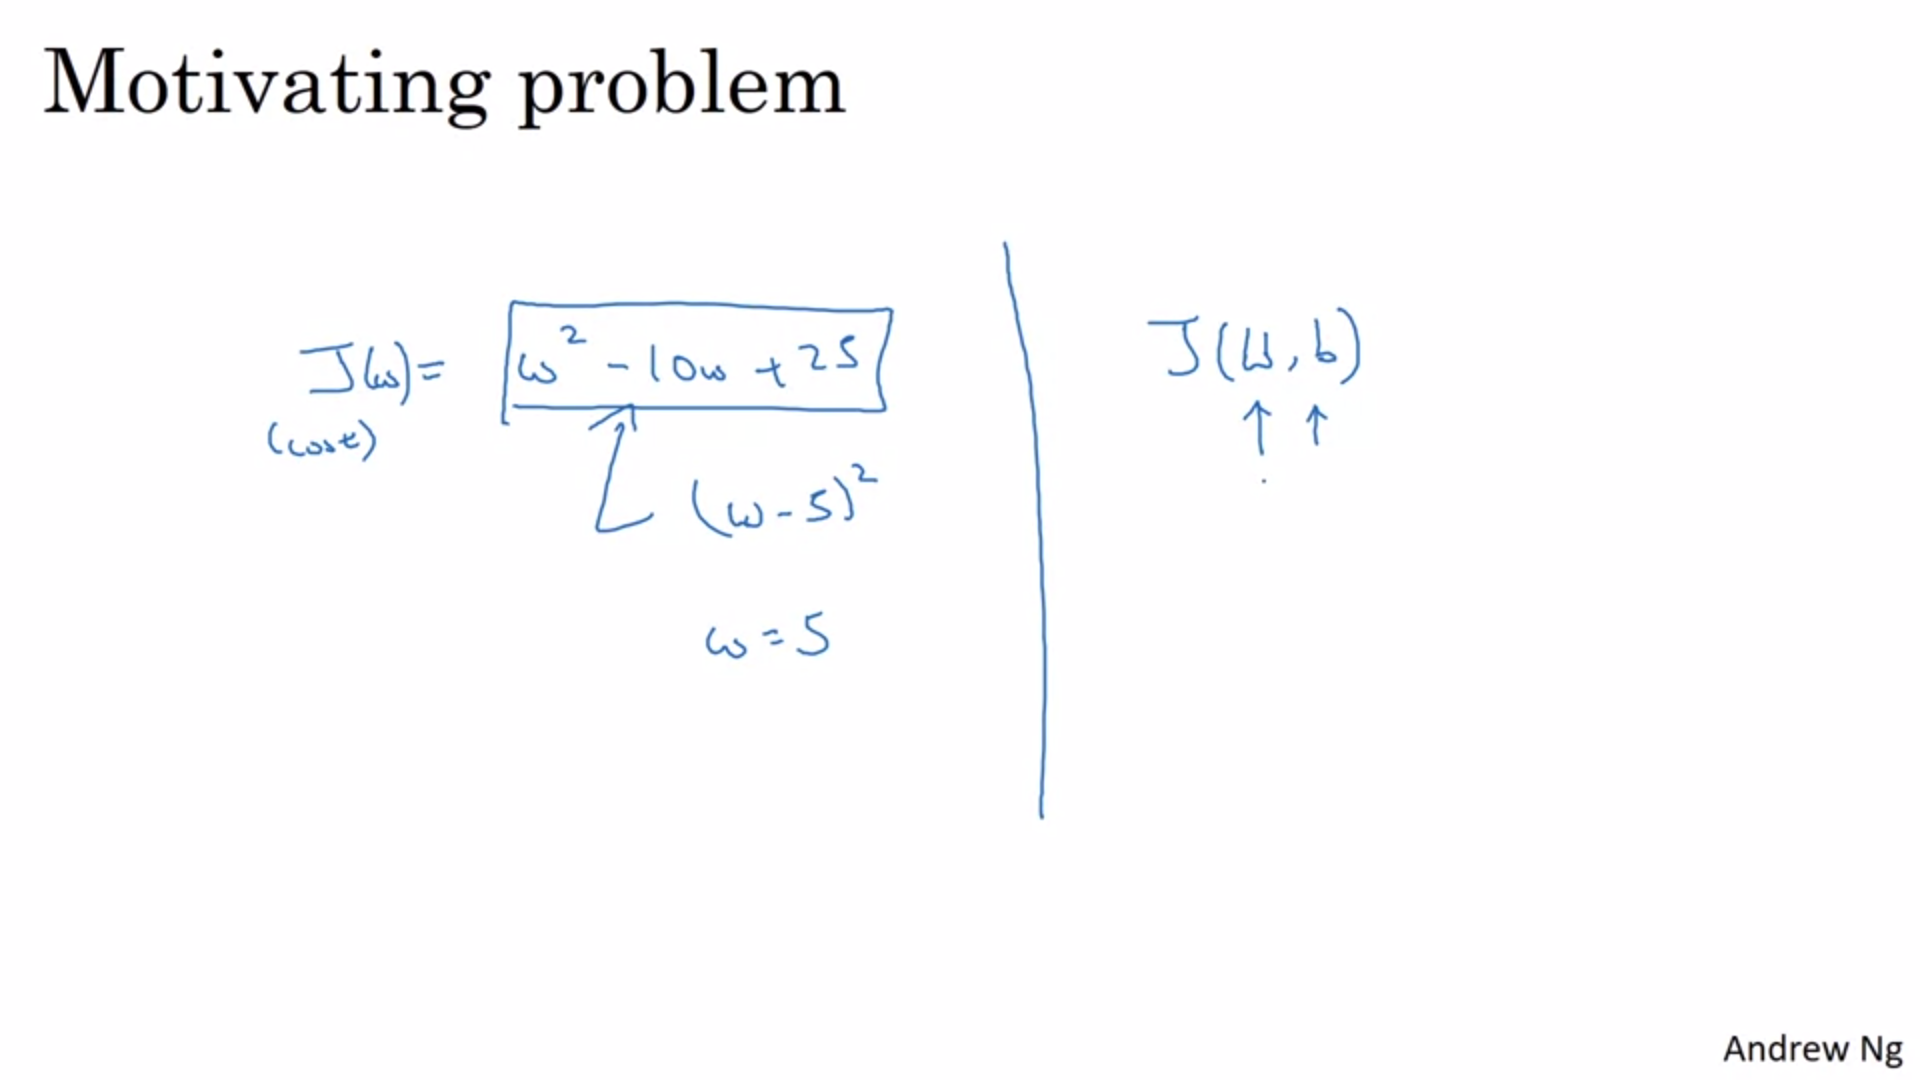 Motivating problem
J(w) = w² - 10w + 25
(cost)
(w - 5)²
w = 5
J(W, b)
Andrew Ng